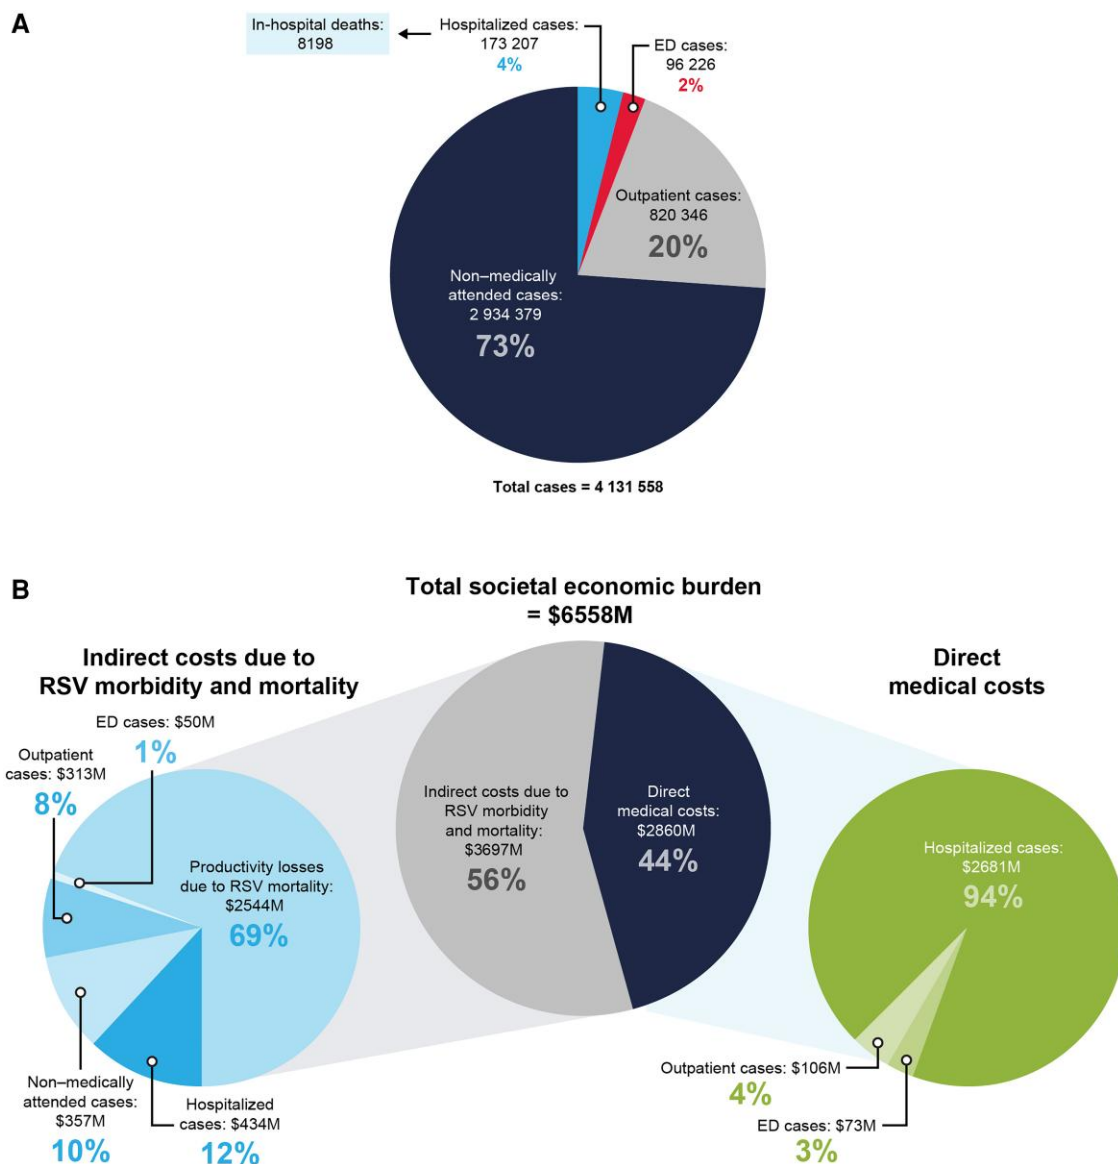 A
In-hospital deaths:
8198
Hospitalized cases:
173 207
4%
ED cases:
96 226
2%
Outpatient cases:
820 346
20%
Non–medically
attended cases:
2 934 379
73%
Total cases = 4 131 558
B
Total societal economic burden
= $6558M
Indirect costs due to
RSV morbidity and mortality
ED cases: $50M
1%
Outpatient
cases: $313M
8%
Productivity losses
due to RSV mortality:
$2544M
69%
Non–medically
attended cases:
$357M
10%
Hospitalized
cases: $434M
12%
Indirect costs due to
RSV morbidity
and mortality:
$3697M
56%
Direct
medical costs:
$2860M
44%
Direct
medical costs
Hospitalized cases:
$2681M
94%
Outpatient cases: $106M
4%
ED cases: $73M
3%